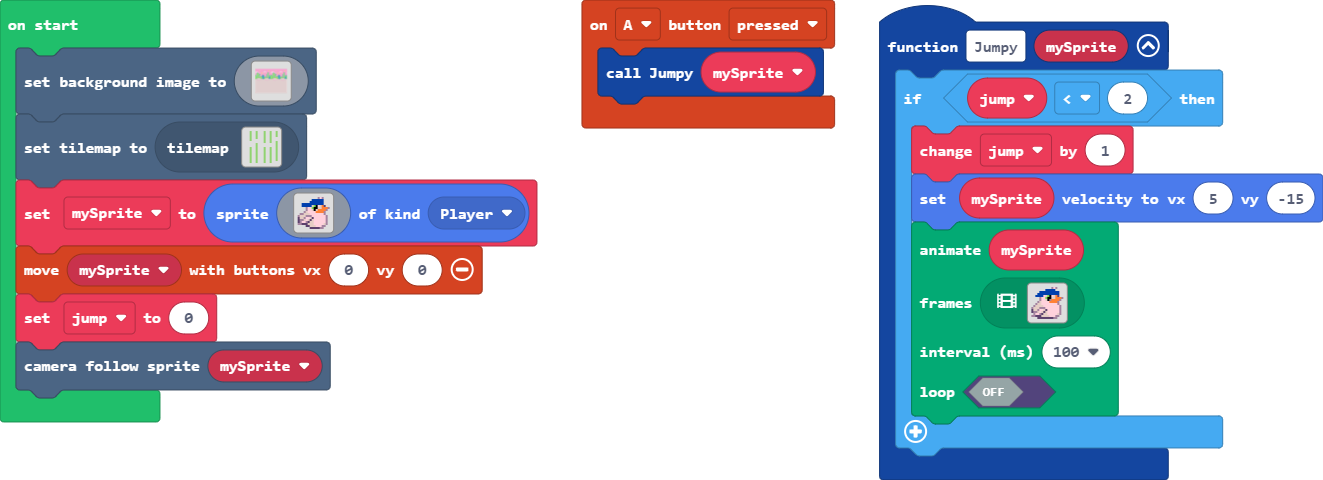 on start
set background image to
set tilemap to tilemap
set mySprite to sprite of kind Player
move mySprite with buttons vx 0 vy 0
set jump to 0
camera follow sprite mySprite
on A button pressed
call Jumpy mySprite
function Jumpy mySprite
if jump < 2 then
change jump by 1
set mySprite velocity to vx 5 vy -15
animate mySprite
frames
interval (ms) 100
loop OFF